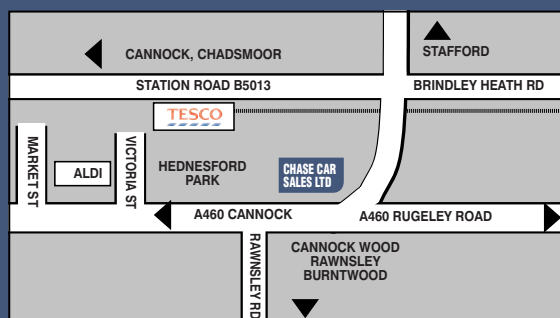 CANNOCK, CHADSMOOR
STAFFORD
STATION ROAD B5013
BRINDLEY HEATH RD
TESCO
MARKET ST
ALDI
VICTORIA ST
HEDNESFORD
PARK
CHASE CAR
SALES LTD
A460 CANNOCK
A460 RUGELEY ROAD
RAWNSLEY RD
CANNOCK WOOD
RAWNSLEY
BURNTWOOD